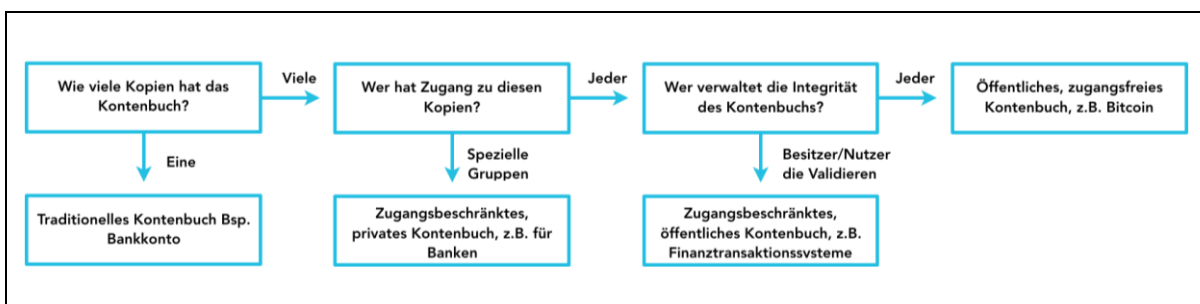 Wie viele Kopien hat das
Kontenbuch?
Viele
Wer hat Zugang zu diesen
Kopien?
Jeder
Wer verwaltet die Integrität
des Kontenbuchs?
Jeder
Öffentliches, zugangsfreies
Kontenbuch, z.B. Bitcoin
Eine
Spezielle
Gruppen
Besitzer/Nutzer
die Validieren
Traditionelles Kontenbuch Bsp.
Bankkonto
Zugangsbeschränktes,
privates Kontenbuch, z.B. für
Banken
Zugangsbeschränktes,
öffentliches Kontenbuch, z.B.
Finanztransaktionssysteme